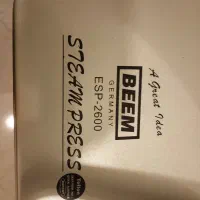 A Great Idea
BEEM
GERMANY
ESP-2600
STEAM PRESS